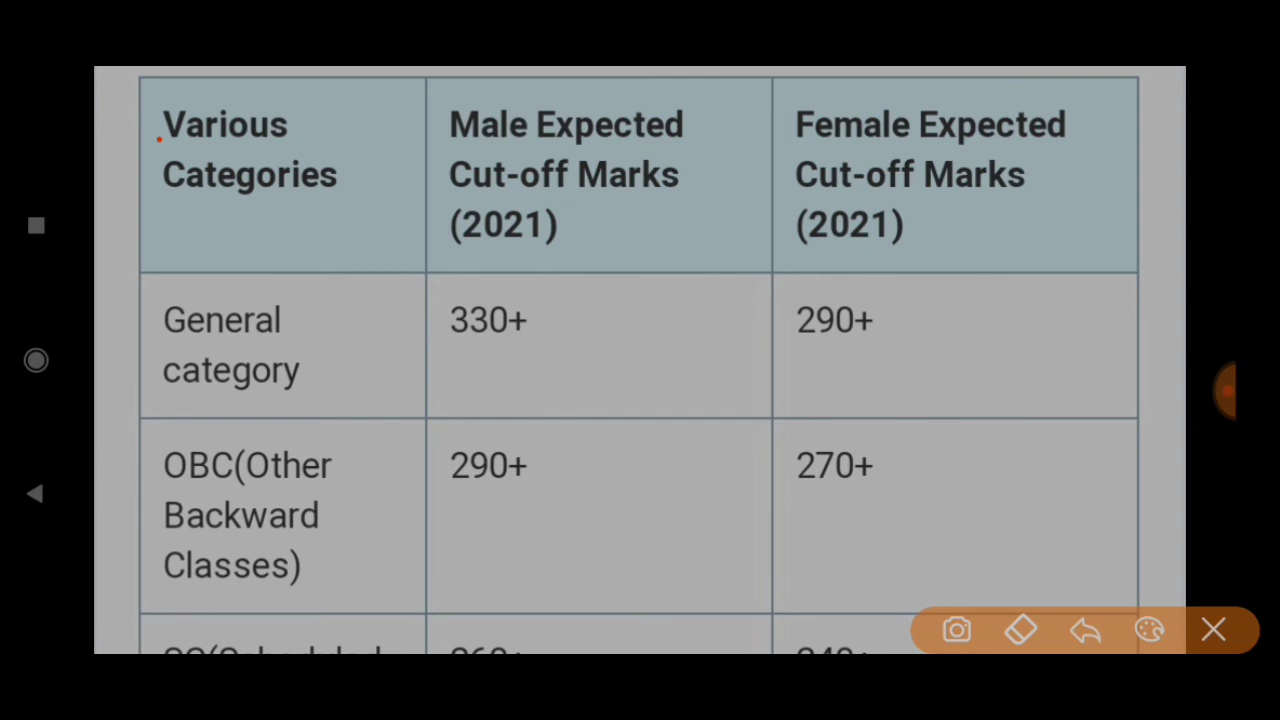 Various
Categories
Male Expected
Cut-off Marks
(2021)
Female Expected
Cut-off Marks
(2021)
General
category
330+
290+
OBC(Other
Backward
Classes)
290+
270+